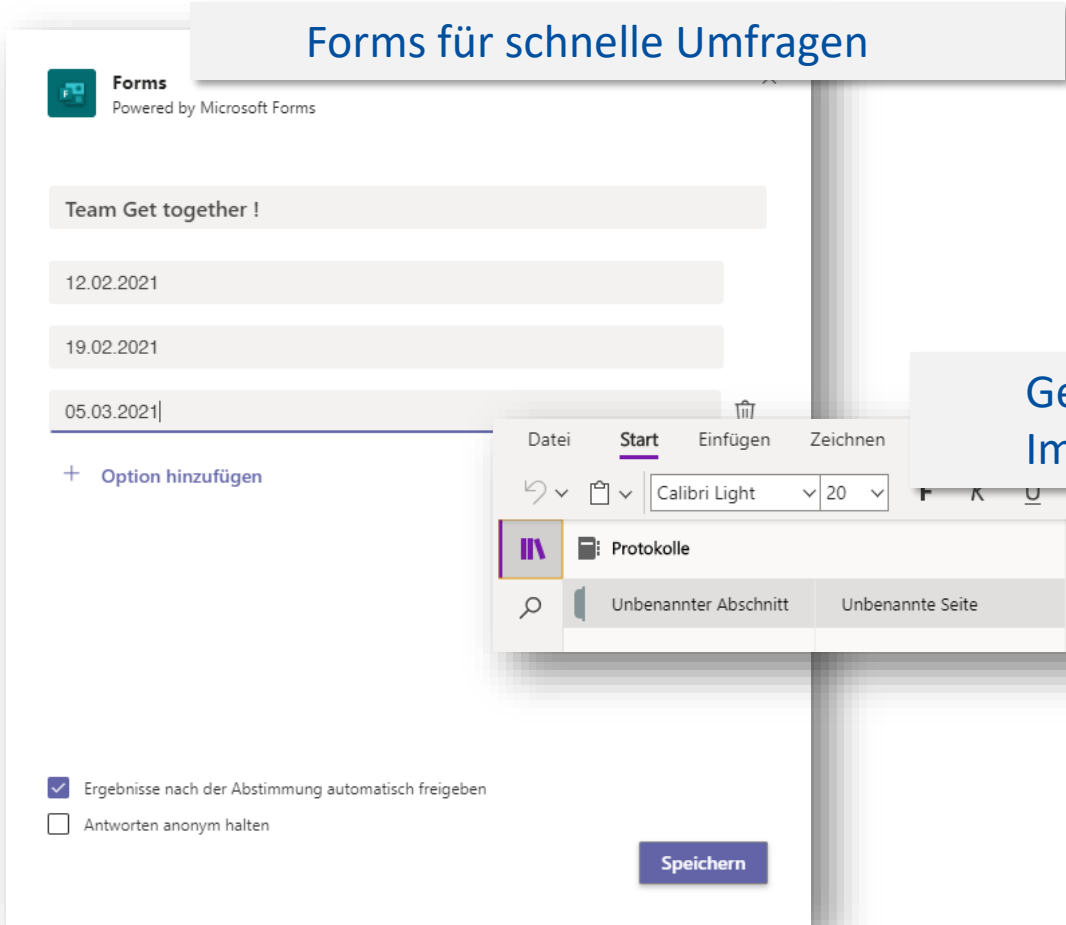 Forms für schnelle Umfragen
Forms
Powered by Microsoft Forms
Team Get together !
12.02.2021
19.02.2021
05.03.2021
Option hinzufügen
Datei Start Einfügen Zeichnen
Calibri Light 20 F K U
Protokolle
Unbenannter Abschnitt Unbenannte Seite
Ergebnisse nach der Abstimmung automatisch freigeben
Antworten anonym halten
Speichern